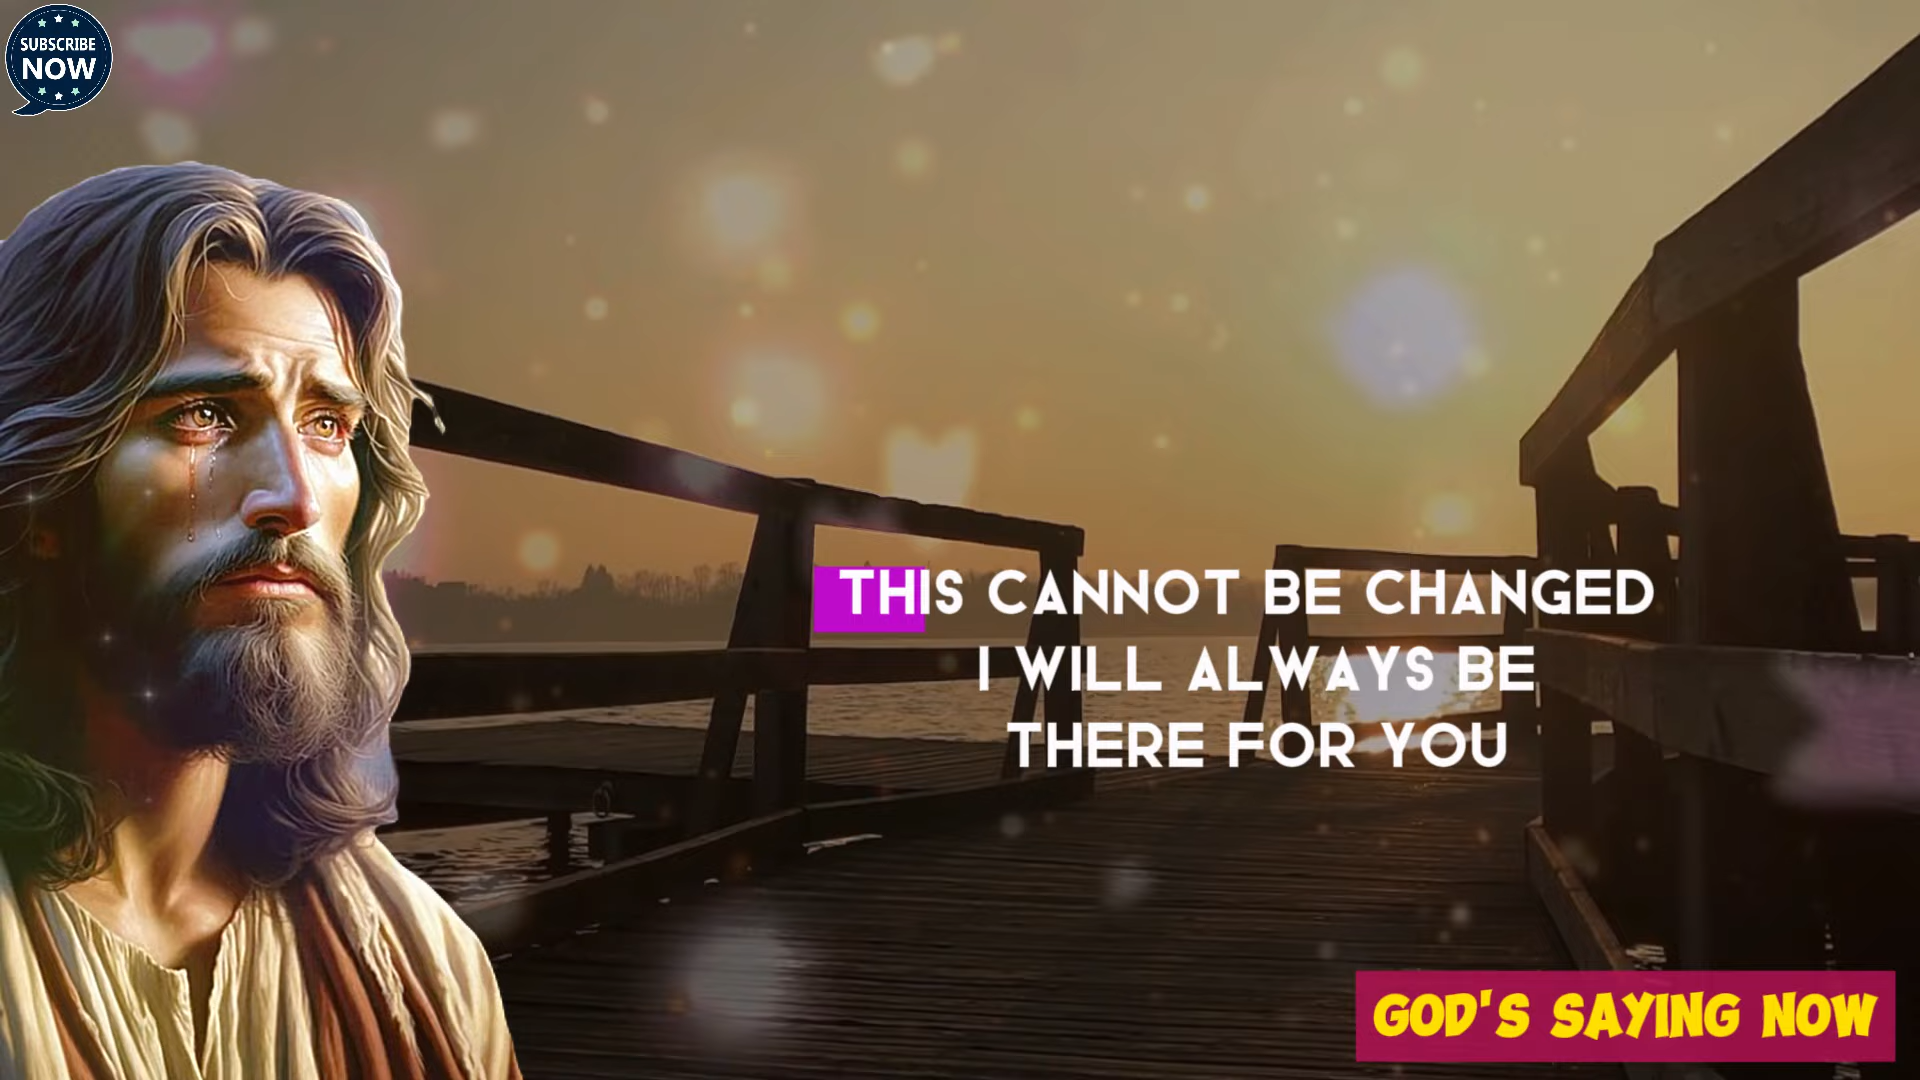 SUBSCRIBE
NOW
THIS CANNOT BE CHANGED
I WILL ALWAYS BE
THERE FOR YOU
GOD'S SAYING NOW